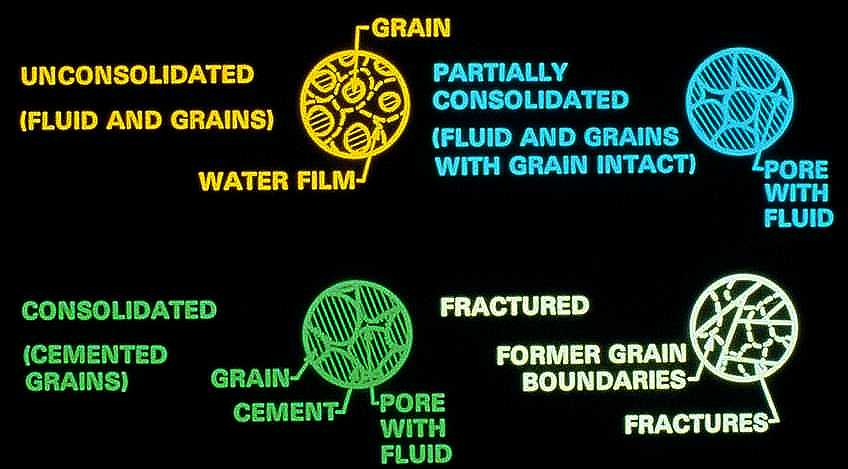 GRAIN
UNCONSOLIDATED
(FLUID AND GRAINS)
WATER FILM
PARTIALLY
CONSOLIDATED
(FLUID AND GRAINS
WITH GRAIN INTACT)
PORE
WITH
FLUID
CONSOLIDATED
(CEMENTED
GRAINS)
GRAIN
CEMENT
PORE
WITH
FLUID
FRACTURED
FORMER GRAIN
BOUNDARIES
FRACTURES